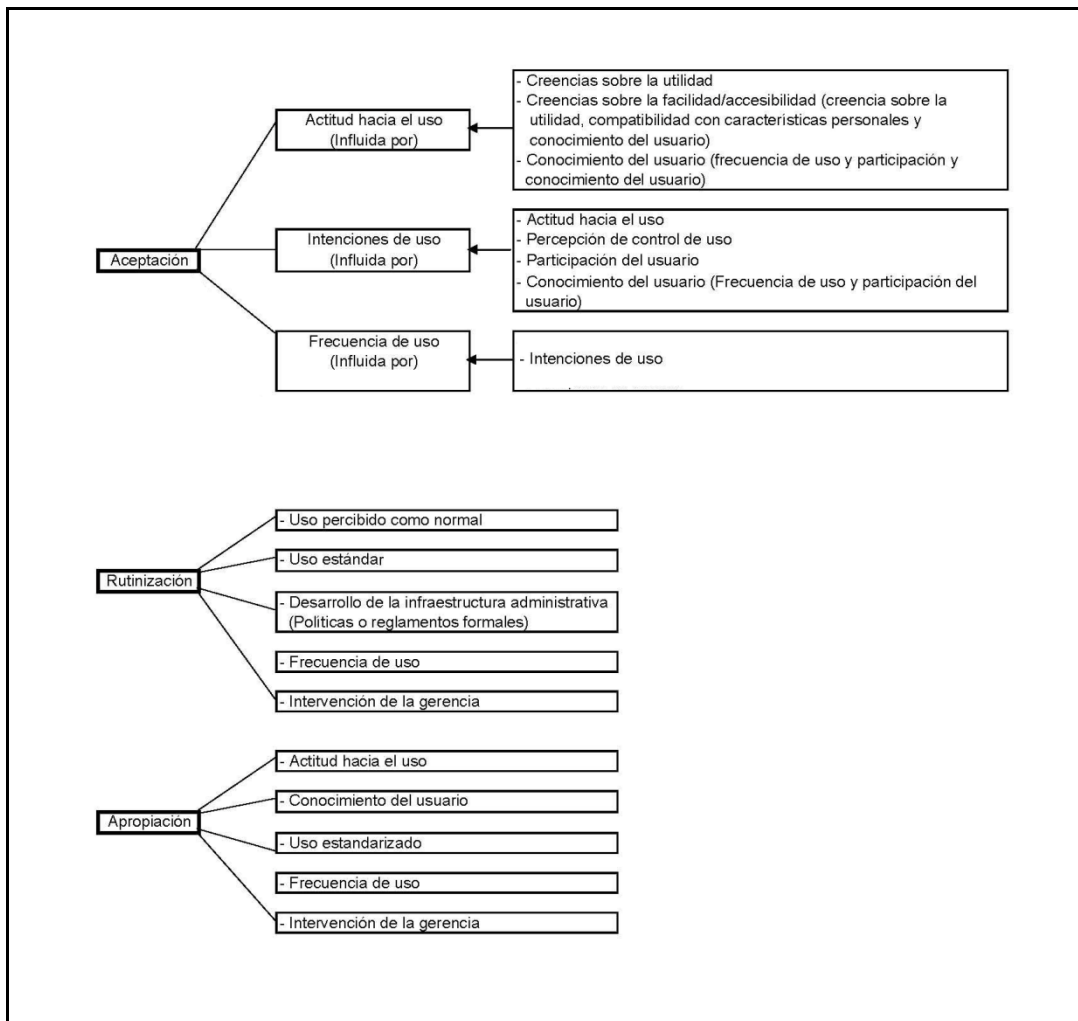 - Creencias sobre la utilidad
- Creencias sobre la facilidad/accesibilidad (creencia sobre la
utilidad, compatibilidad con características personales y
conocimiento del usuario)
- Conocimiento del usuario (frecuencia de uso y participación y
conocimiento del usuario)
Actitud hacia el uso
(Influida por)
- Actitud hacia el uso
- Percepción de control de uso
- Participación del usuario
- Conocimiento del usuario (Frecuencia de uso y participación del
usuario)
Intenciones de uso
(Influida por)
Aceptación
Frecuencia de uso
(Influida por)
- Intenciones de uso
- Uso percibido como normal
- Uso estándar
Rutinización
- Desarrollo de la infraestructura administrativa
(Politicas o reglamentos formales)
- Frecuencia de uso
- Intervención de la gerencia
- Actitud hacia el uso
- Conocimiento del usuario
Apropiación
- Uso estandarizado
- Frecuencia de uso
- Intervención de la gerencia